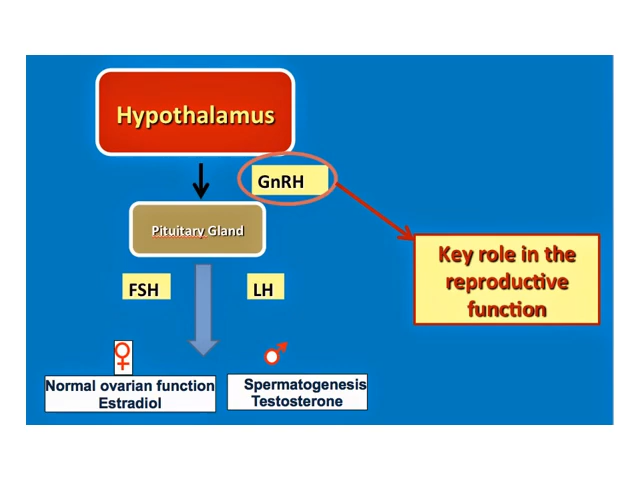 Hypothalamus
GnRH
Pituitary Gland
Key role in the
reproductive
function
FSH
LH
Normal ovarian function
Estradiol
Spermatogenesis
Testosterone